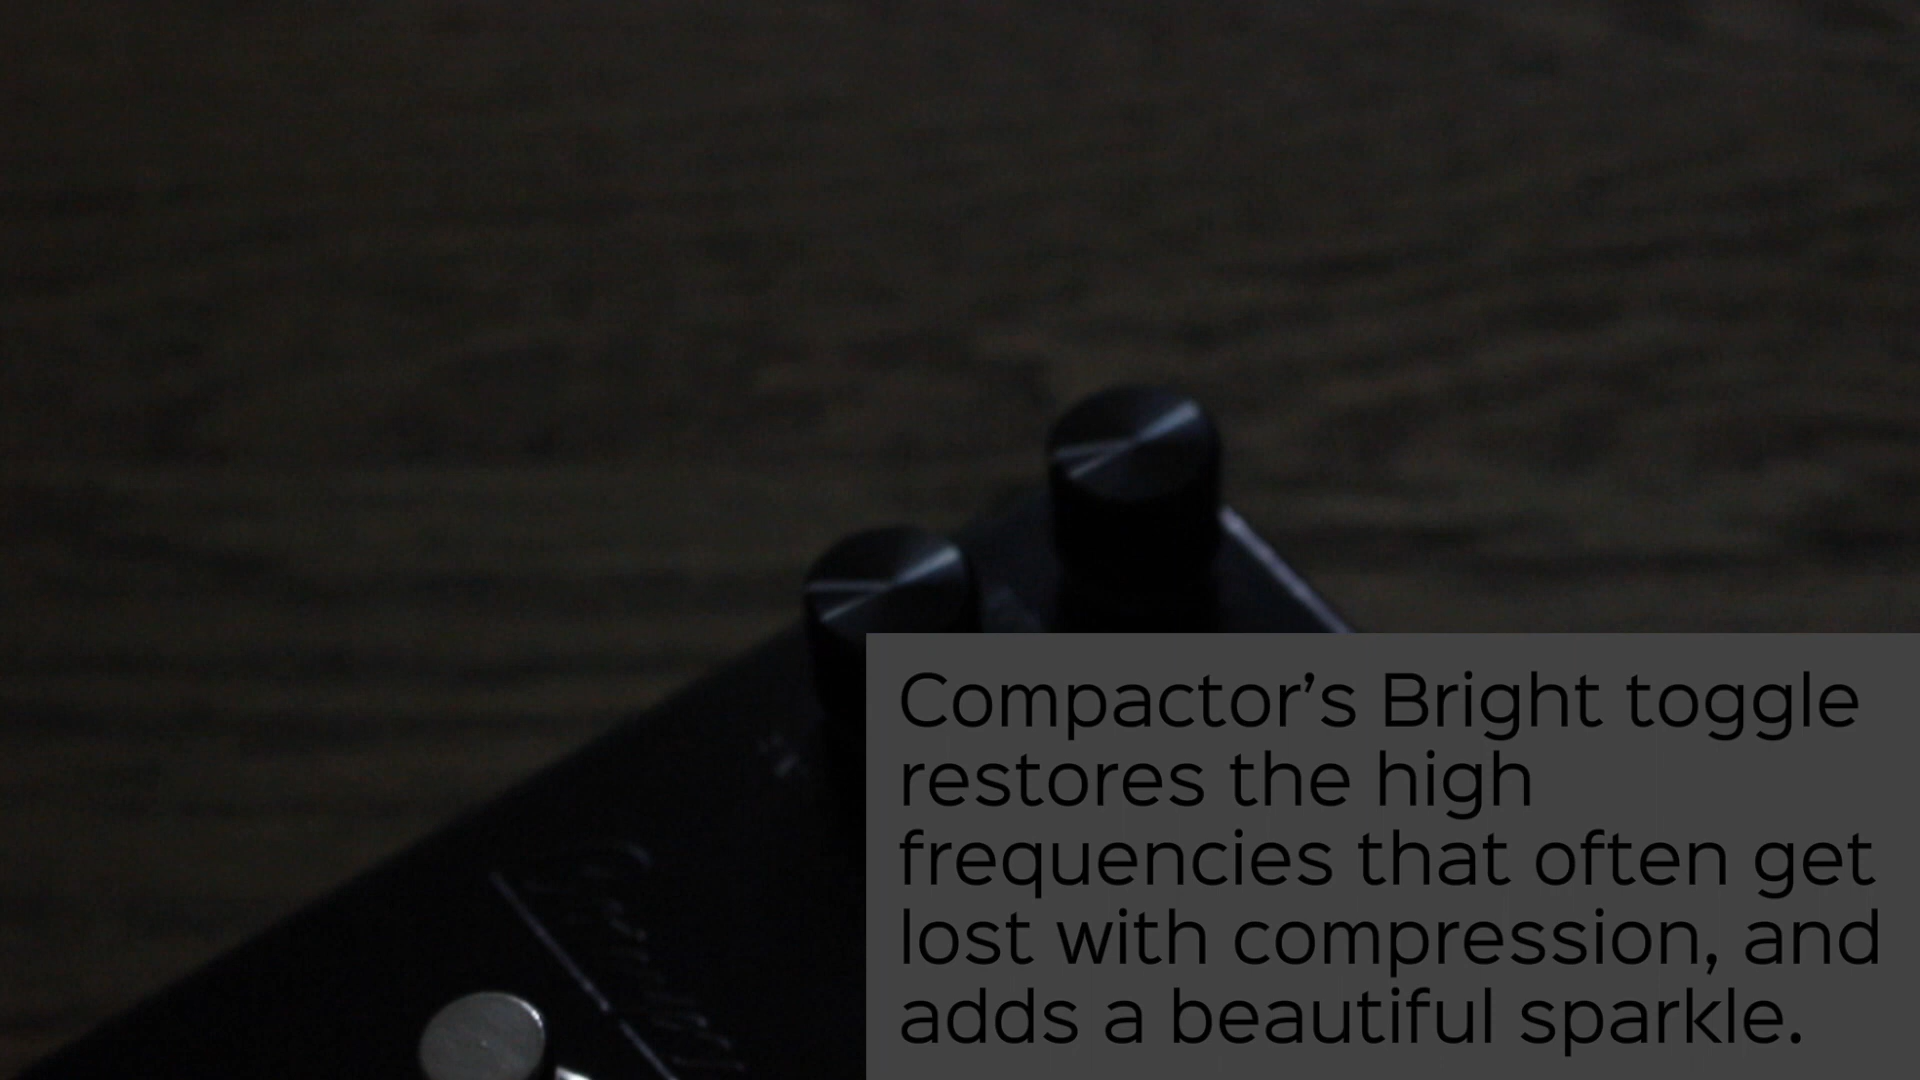 Compactor’s Bright toggle
restores the high
frequencies that often get
lost with compression, and
adds a beautiful sparkle.